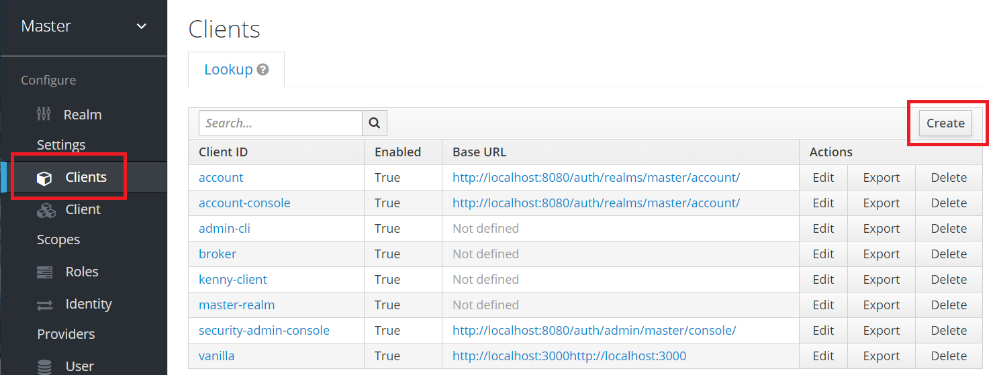 Master
Configure
Realm
Settings
Clients
Client
Scopes
Roles
Identity
Providers
User
Clients
Lookup
Search...
Create
Client ID Enabled Base URL Actions
account True http://localhost:8080/auth/realms/master/account/ Edit Export Delete
account-console True http://localhost:8080/auth/realms/master/account/ Edit Export Delete
admin-cli True Not defined Edit Export Delete
broker True Not defined Edit Export Delete
kenny-client True Not defined Edit Export Delete
master-realm True Not defined Edit Export Delete
security-admin-console True http://localhost:8080/auth/admin/master/console/ Edit Export Delete
vanilla True http://localhost:3000http://localhost:3000 Edit Export Delete